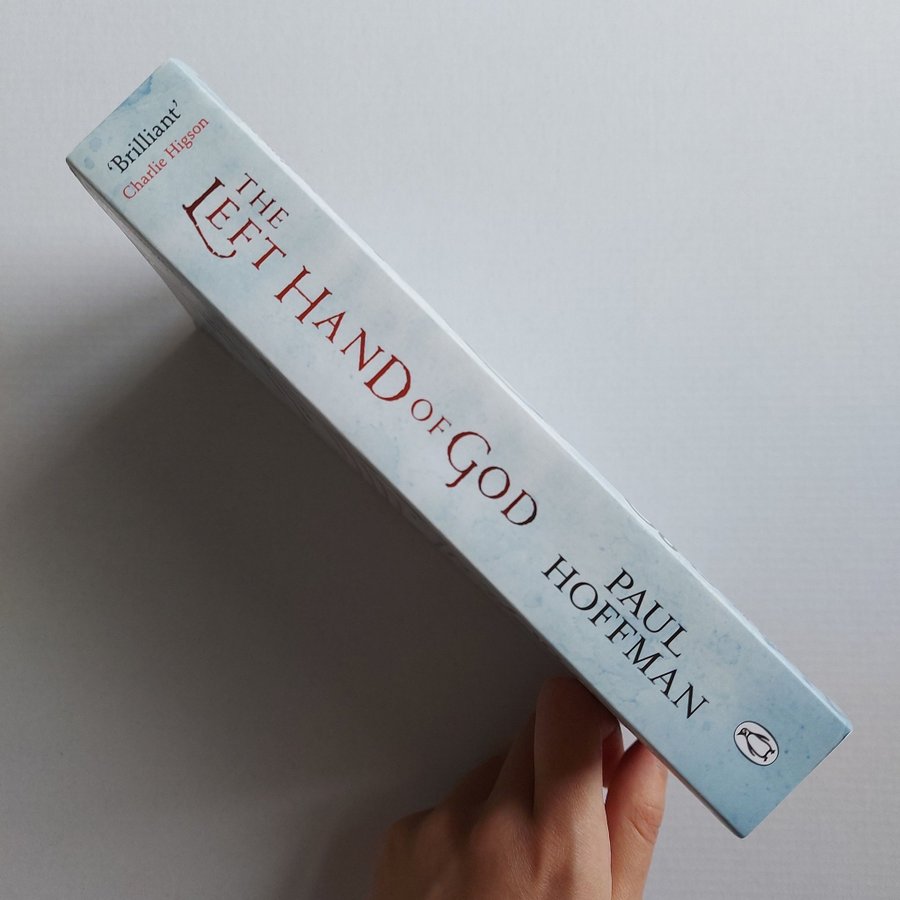 ‘Brilliant’
Charlie Higson
THE
LEFT HAND OF GOD
PAUL
HOFFMAN